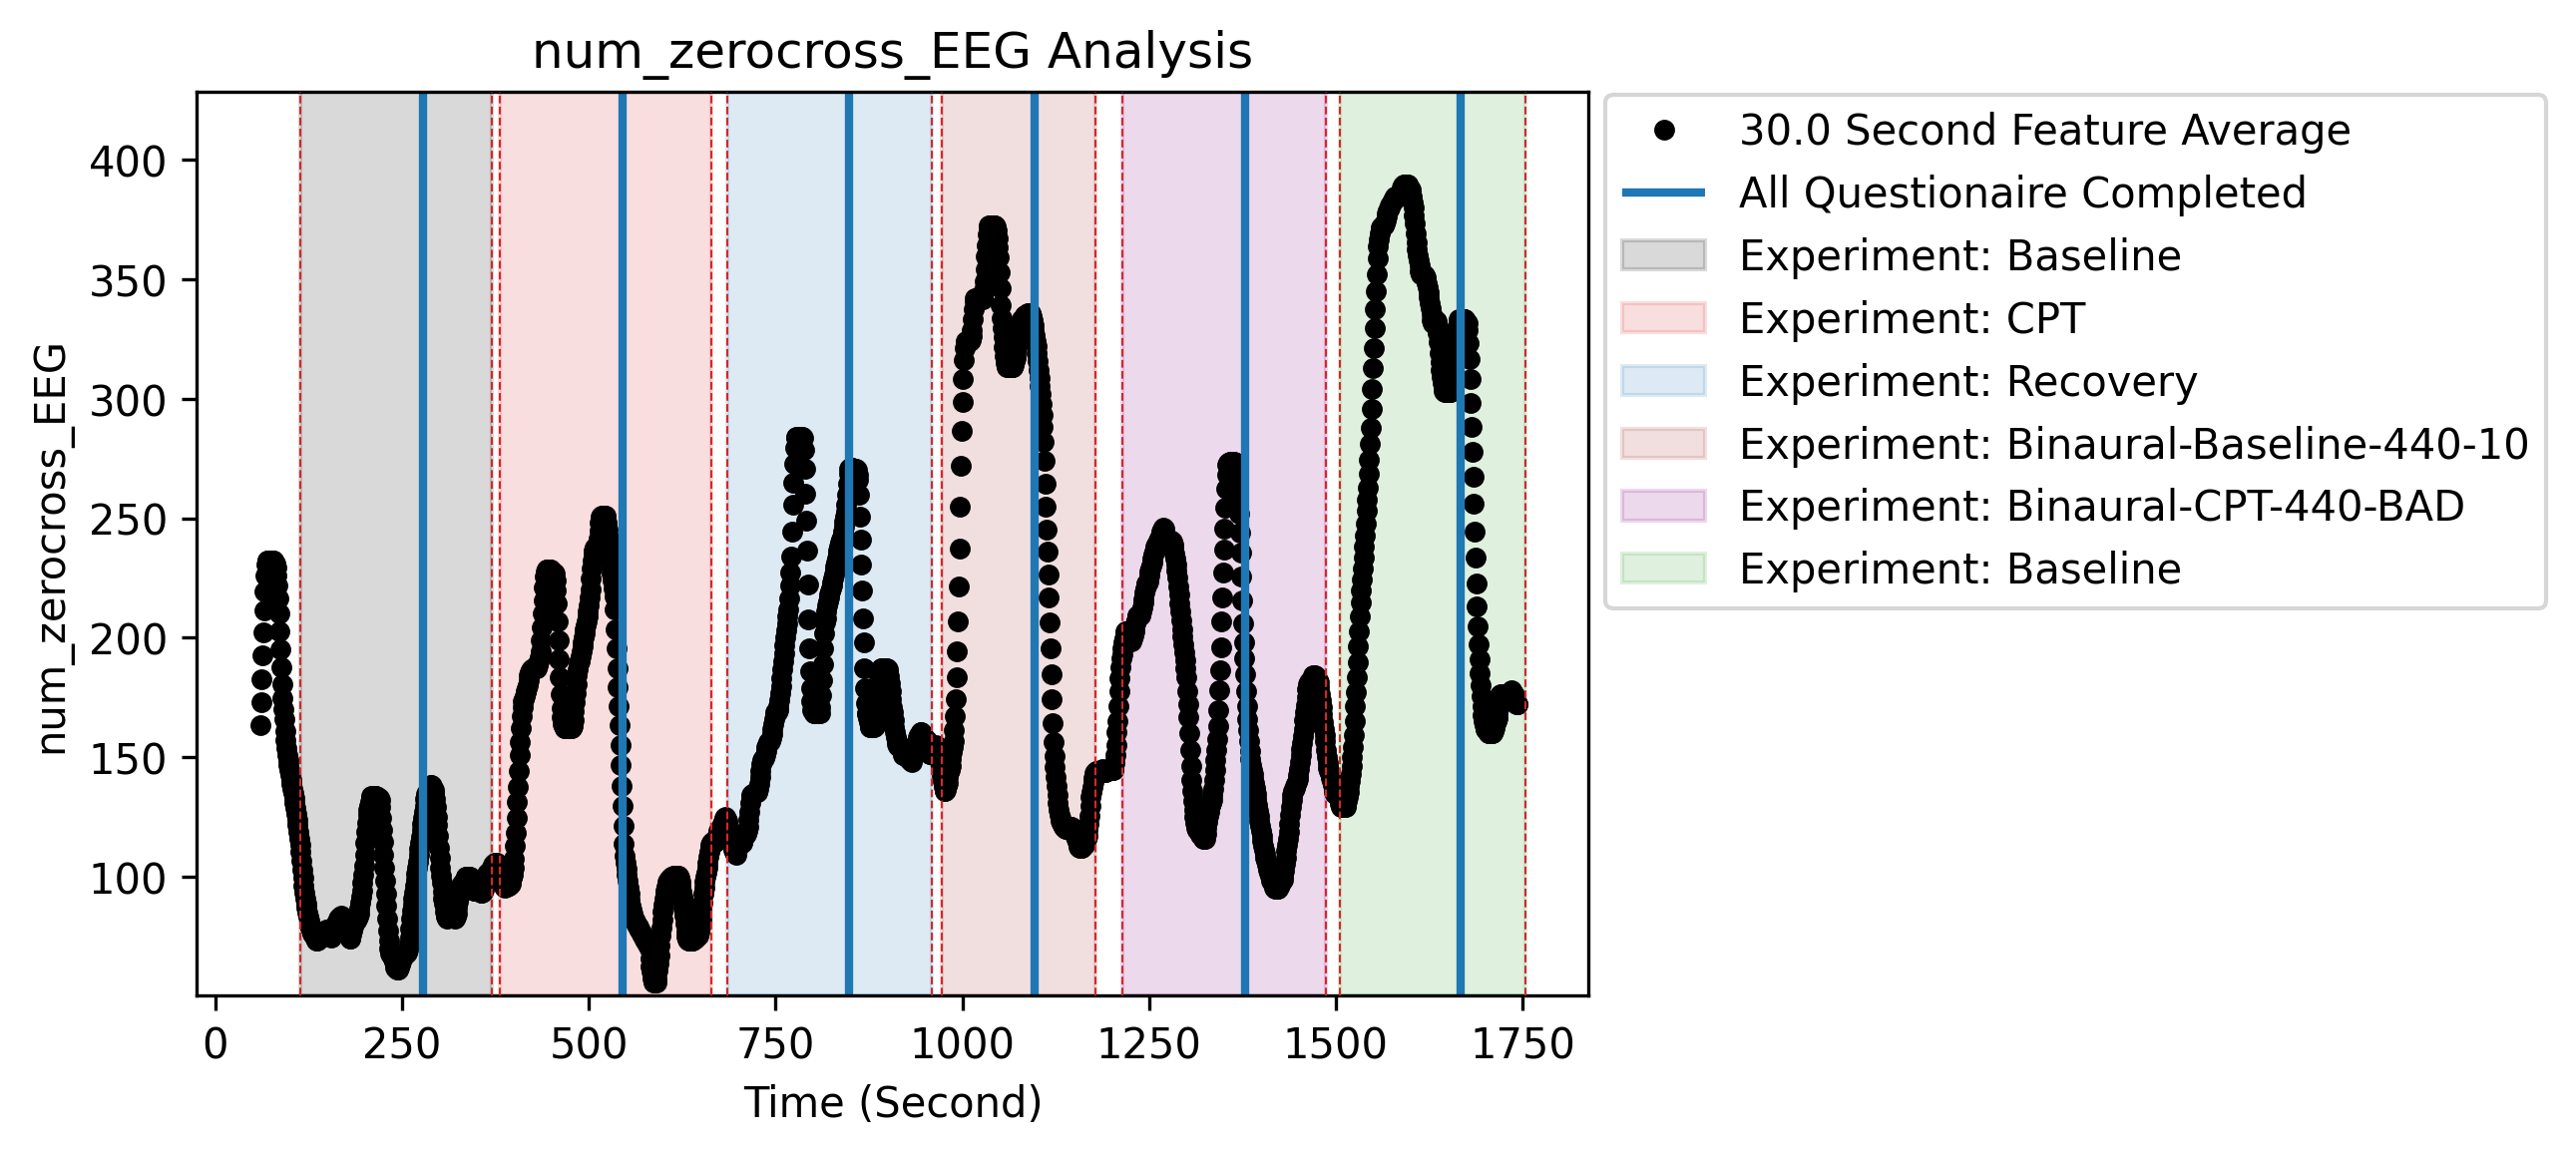 num_zerocross_EEG Analysis
num_zerocross_EEG
400
350
300
250
200
150
100
0
250
500
750
1000
1250
1500
1750
Time (Second)
30.0 Second Feature Average
All Questionaire Completed
Experiment: Baseline
Experiment: CPT
Experiment: Recovery
Experiment: Binaural-Baseline-440-10
Experiment: Binaural-CPT-440-BAD
Experiment: Baseline